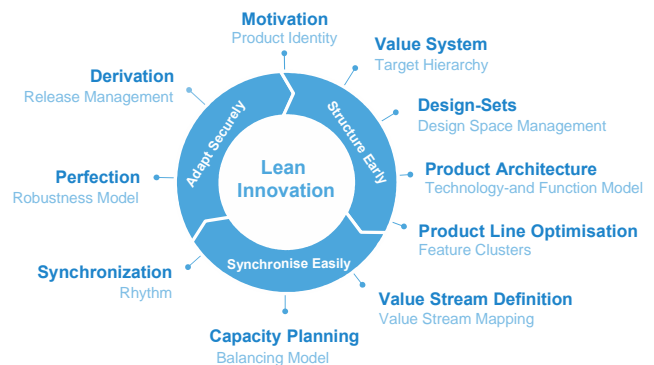 Motivation
Product Identity
Value System
Target Hierarchy
Design-Sets
Design Space Management
Product Architecture
Technology-and Function Model
Product Line Optimisation
Feature Clusters
Value Stream Definition
Value Stream Mapping
Capacity Planning
Balancing Model
Synchronization
Rhythm
Perfection
Robustness Model
Derivation
Release Management
Structure Early
Synchronise Easily
Adapt Securely
Lean
Innovation